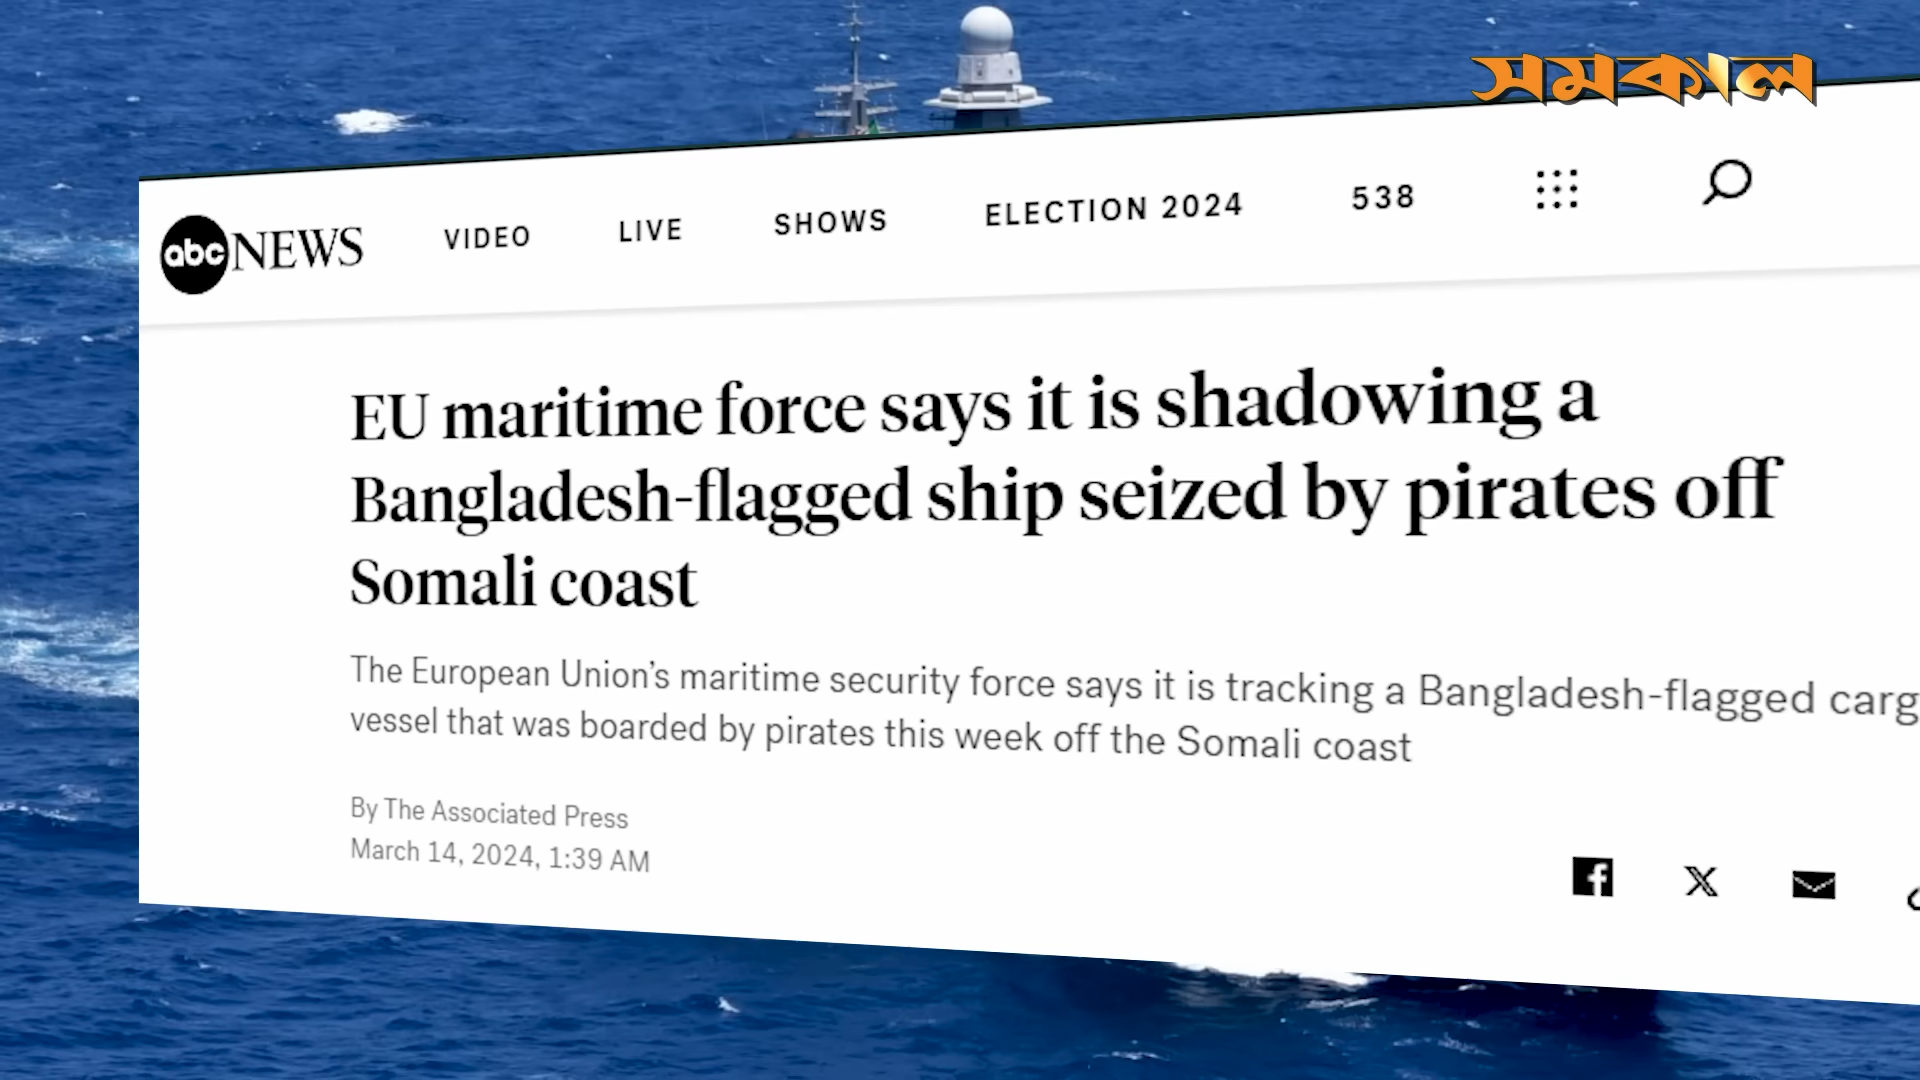 সমকাল
abc NEWS VIDEO LIVE SHOWS ELECTION 2024 538
EU maritime force says it is shadowing a
Bangladesh-flagged ship seized by pirates off
Somali coast
The European Union's maritime security force says it is tracking a Bangladesh-flagged carg
vessel that was boarded by pirates this week off the Somali coast
By The Associated Press
March 14, 2024, 1:39 AM